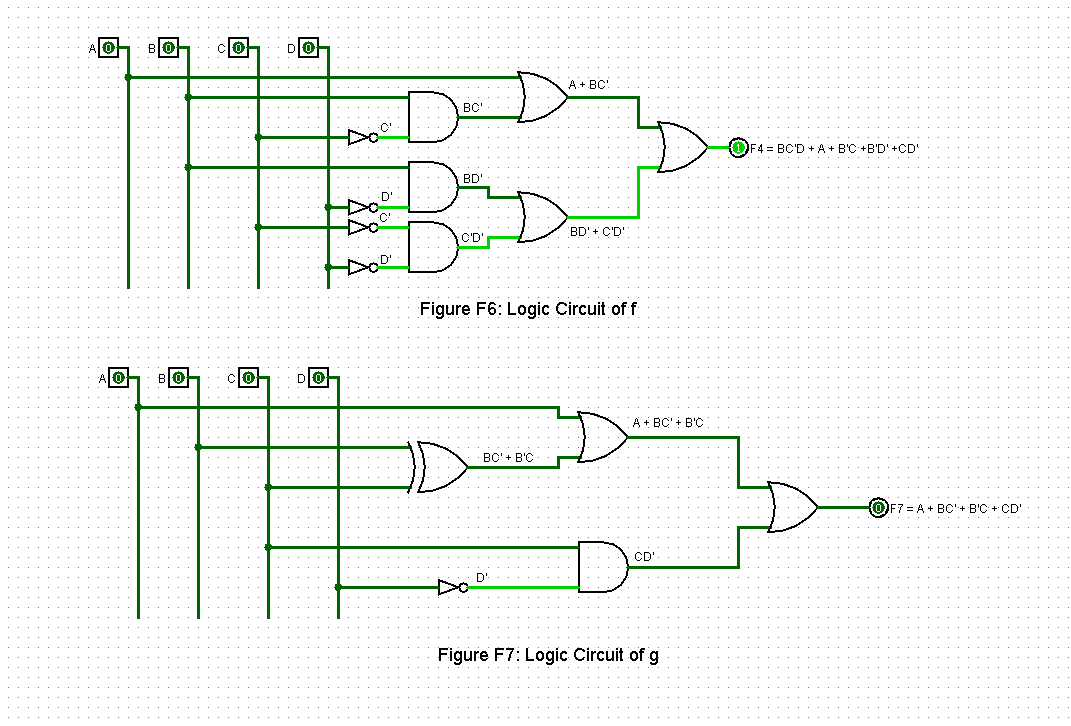 A 0 B 0 C 0 D 0
A + BC'
BC'
C'
F4 = BC'D + A + B'C +B'D' +CD'
1
BD'
D'
C'
C'D'
BD' + C'D'
D'
Figure F6: Logic Circuit of f
A 0 B 0 C 0 D 0
A + BC' + B'C
BC' + B'C
0 F7 = A + BC' + B'C + CD'
CD'
D'
Figure F7: Logic Circuit of g